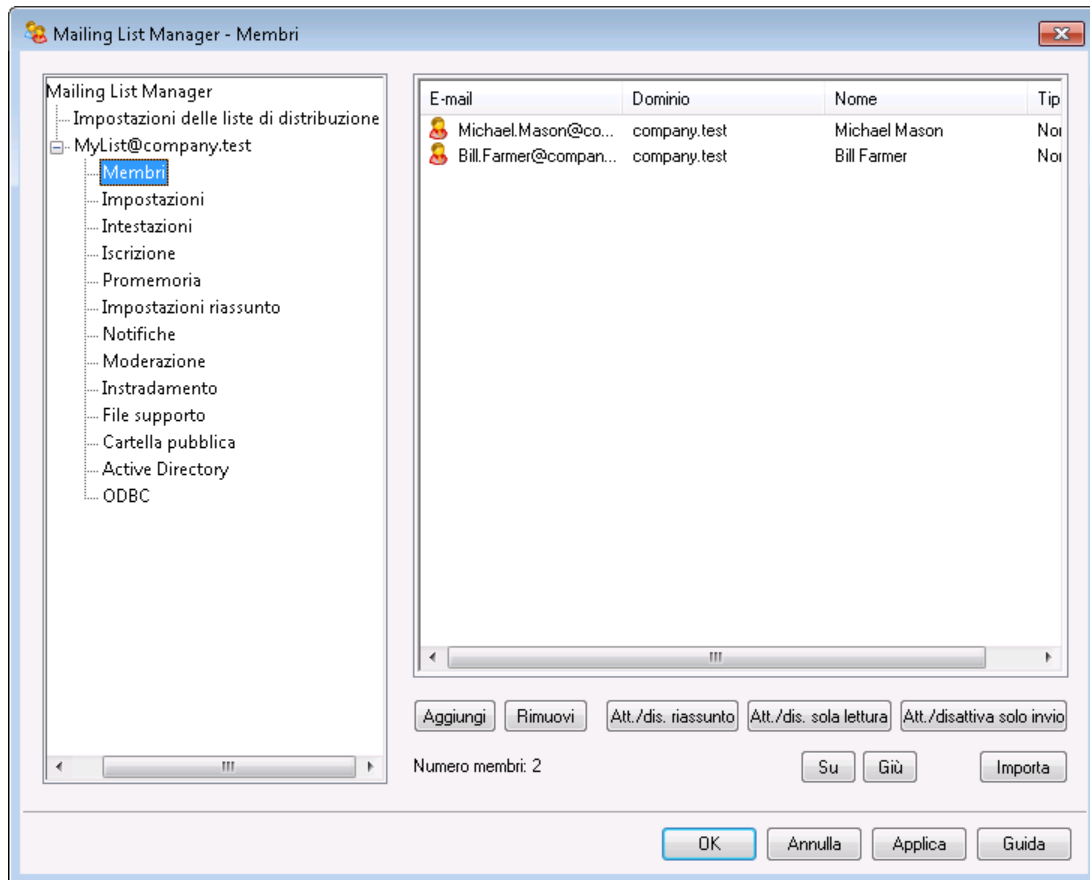 Mailing List Manager - Membri
Mailing List Manager
Impostazioni delle liste di distribuzione
MyList@company.test
Membri
Impostazioni
Intestazioni
Iscrizione
Promemoria
Impostazioni riassunto
Notifiche
Moderazione
Instradamento
File supporto
Cartella pubblica
Active Directory
ODBC
E-mail Dominio Nome Tip
Michael.Mason@co... company.test Michael Mason Nor
Bill.Farmer@compan... company.test Bill Farmer Nor
Aggiungi Rimuovi Att./dis. riassunto Att./dis. sola lettura Att./disattiva solo invio
Numero membri: 2 Su Giù Importa
OK Annulla Applica Guida